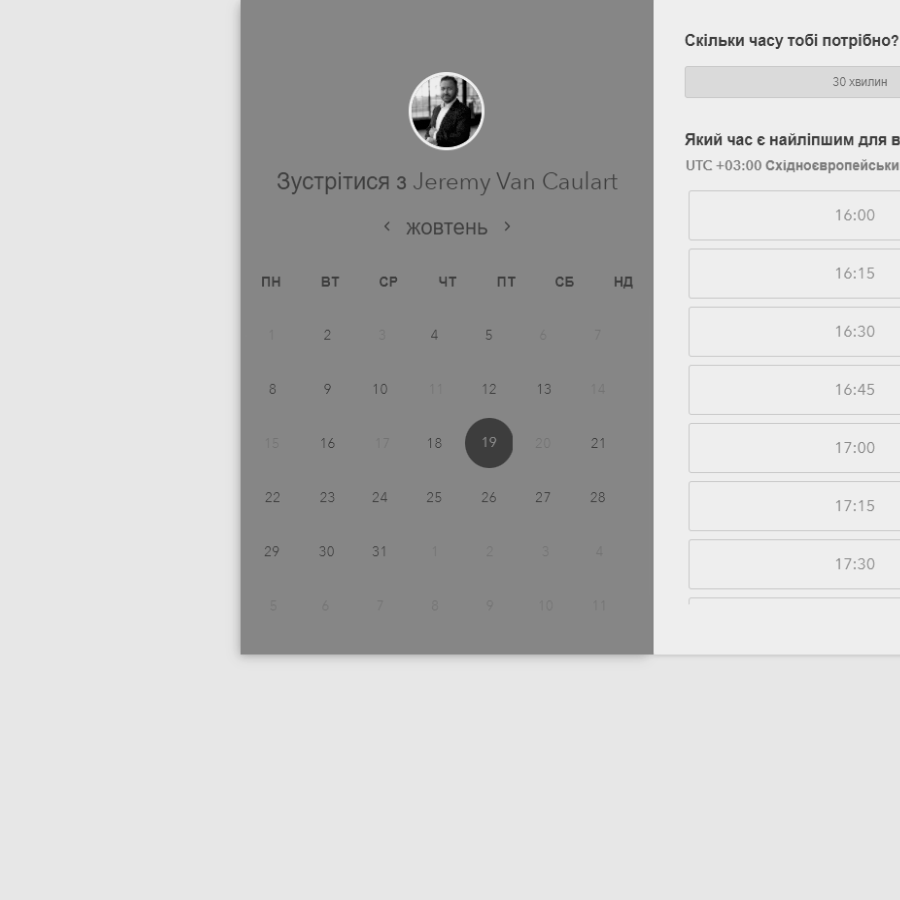 Зустрітися з Jeremy Van Caulart
жовтень
ПН ВТ СР ЧТ ПТ СБ НД
1 2 3 4 5 6 7
8 9 10 11 12 13 14
15 16 17 18 19 20 21
22 23 24 25 26 27 28
29 30 31 1 2 3 4
5 6 7 8 9 10 11
Скільки часу тобі потрібно?
30 хвилин
Який час є найліпшим для
UTC +03:00
16:00
16:15
16:30
16:45
17:00
17:15
17:30